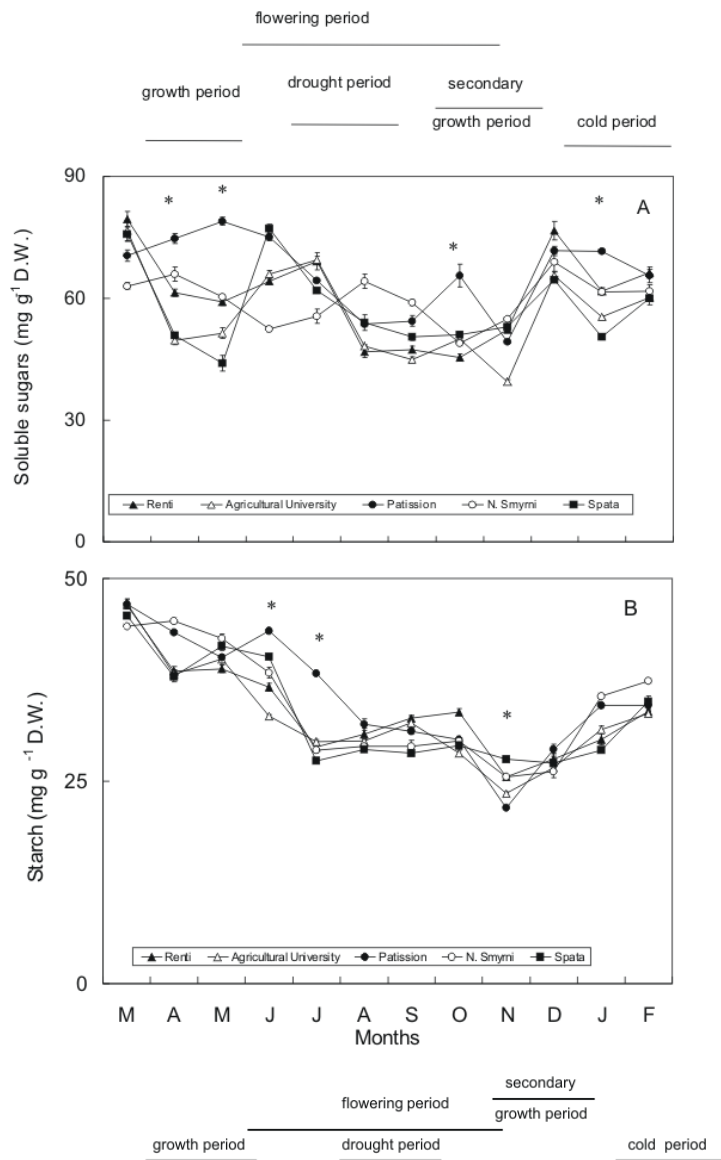 flowering period
drought period
secondary
growth period
growth period
cold period
90
*
*
*
A
*
60
Soluble sugars (mg g-1 D.W.)
30
Renti
Agricultural University
Patission
N. Smyrni
Spata
0
50
*
B
*
*
25
Starch (mg g -1 D.W.)
Renti
Agricultural University
Patission
N. Smyrni
Spata
0
M A M J J A S O N D J F
Months
secondary
flowering period
growth period
growth period
drought period
cold period